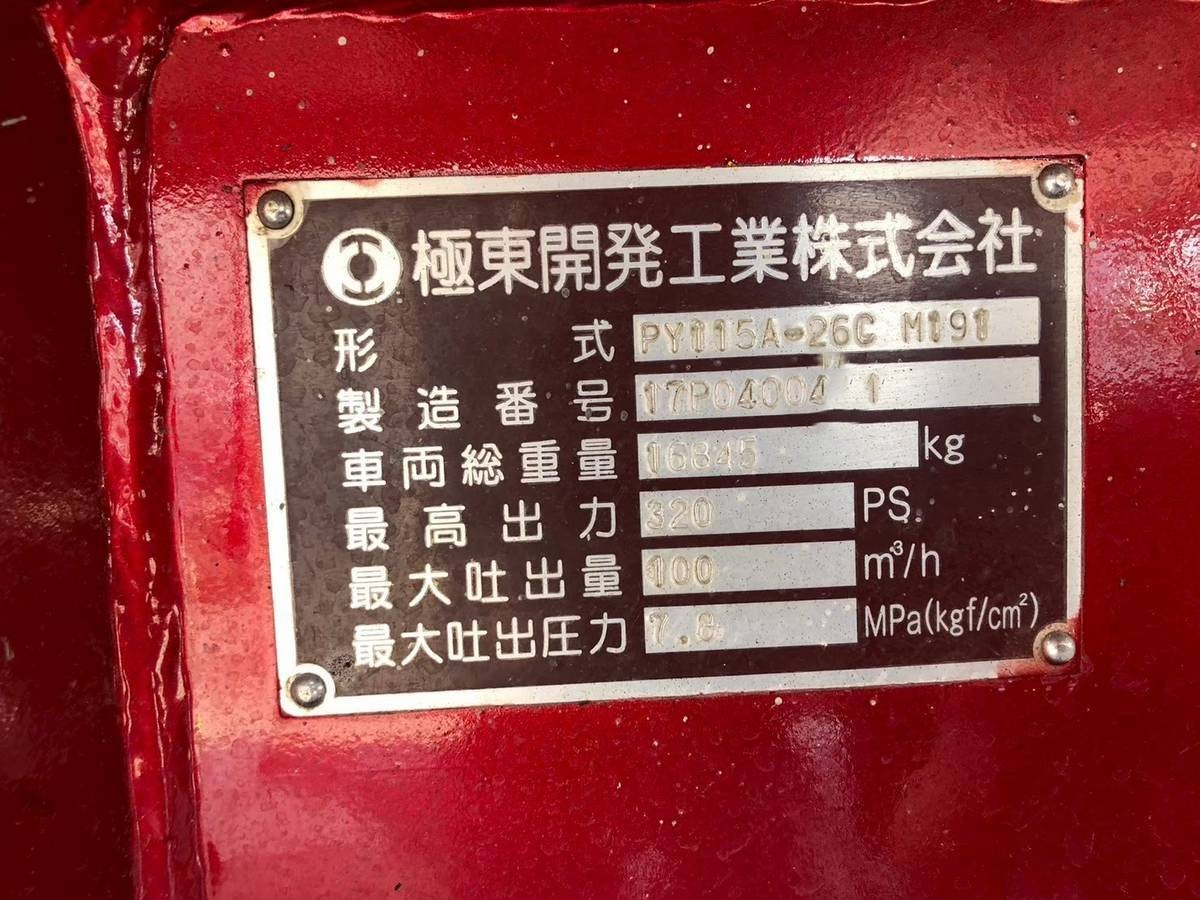 極東開発工業株式会社
形式 PY115A-26C M191
製造番号 17P04004 1
車両総重量 16845 kg
最高出力 320 PS.
最大吐出量 100 m³/h
最大吐出圧力 7.8 MPa(kgf/cm²)